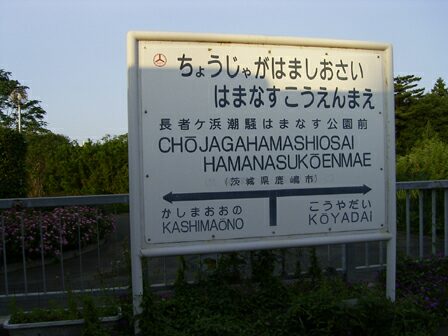 ちょうじゃがはましおさい
はまなすこうえんまえ
長者ヶ浜潮騒はまなす公園前
CHŌJAGAHAMASHIOSAI
HAMANASUKŌENMAE
(茨城県鹿嶋市)
かしまおおの
KASHIMAŌNO
こうやだい
KŌYADAI